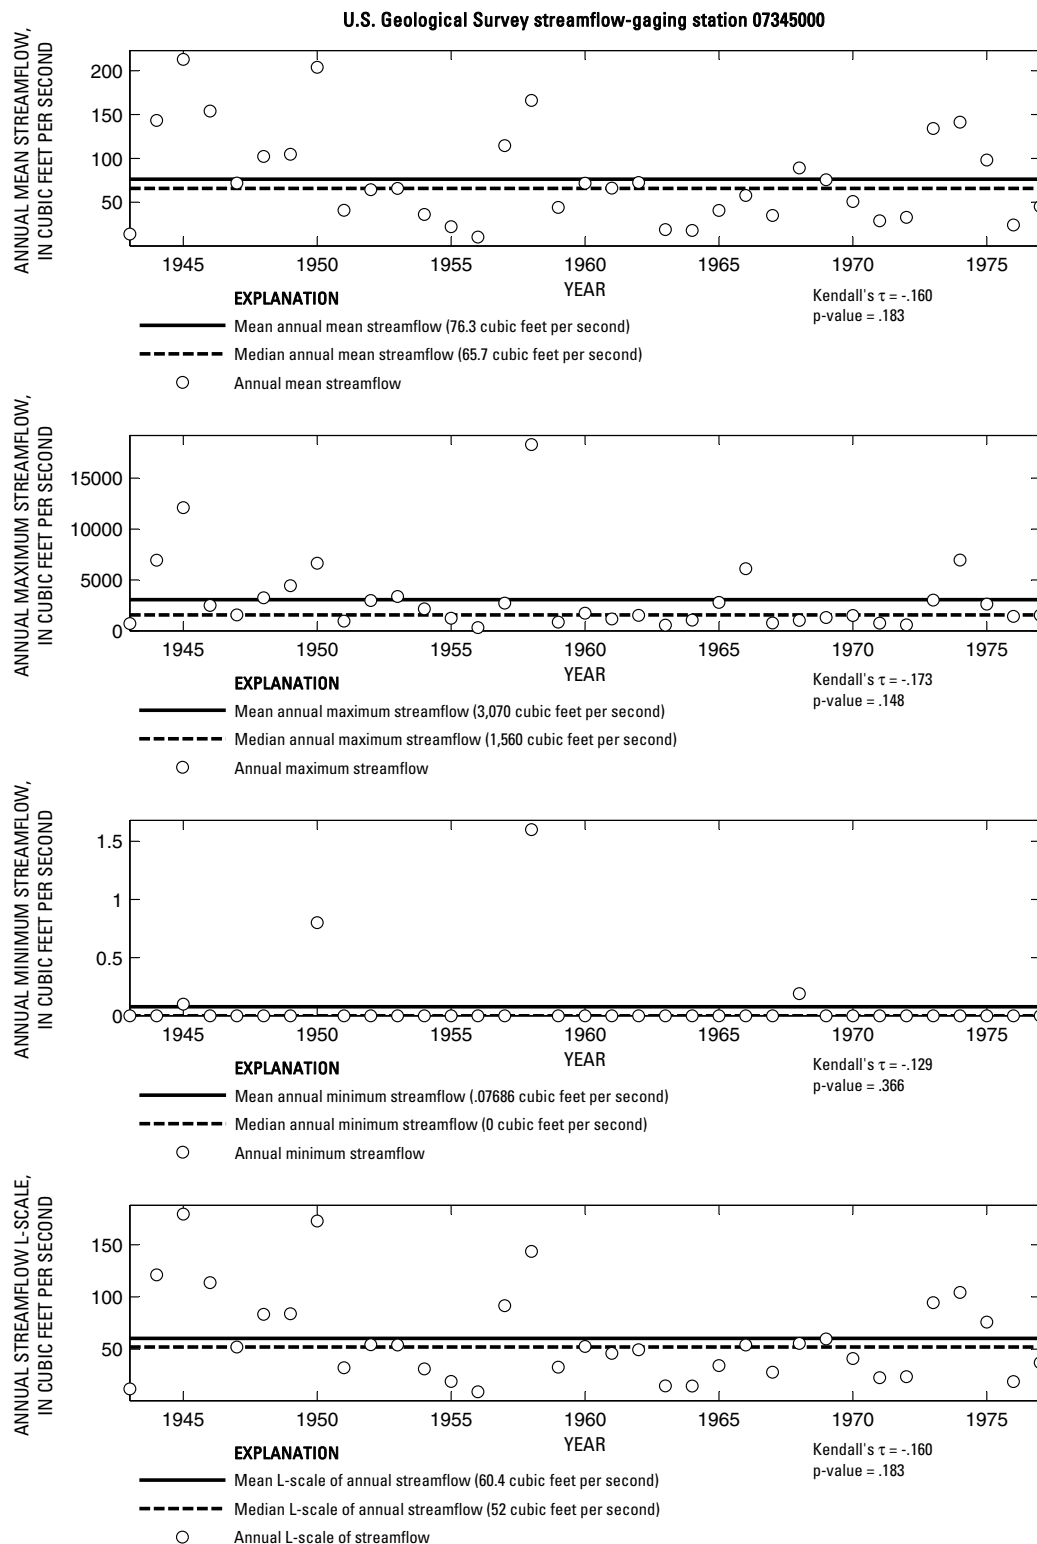 U.S. Geological Survey streamflow-gaging station 07345000
ANNUAL MEAN STREAMFLOW,
IN CUBIC FEET PER SECOND
200
150
100
50
1945 1950 1955 1960 1965 1970 1975
YEAR
Kendall's τ = -.160
p-value = .183
EXPLANATION
Mean annual mean streamflow (76.3 cubic feet per second)
Median annual mean streamflow (65.7 cubic feet per second)
Annual mean streamflow
ANNUAL MAXIMUM STREAMFLOW,
IN CUBIC FEET PER SECOND
15000
10000
5000
0
1945 1950 1955 1960 1965 1970 1975
YEAR
Kendall's τ = -.173
p-value = .148
EXPLANATION
Mean annual maximum streamflow (3,070 cubic feet per second)
Median annual maximum streamflow (1,560 cubic feet per second)
Annual maximum streamflow
ANNUAL MINIMUM STREAMFLOW,
IN CUBIC FEET PER SECOND
1.5
1
0.5
0
1945 1950 1955 1960 1965 1970 1975
YEAR
Kendall's τ = -.129
p-value = .366
EXPLANATION
Mean annual minimum streamflow (.07686 cubic feet per second)
Median annual minimum streamflow (0 cubic feet per second)
Annual minimum streamflow
ANNUAL STREAMFLOW L-SCALE,
IN CUBIC FEET PER SECOND
150
100
50
1945 1950 1955 1960 1965 1970 1975
YEAR
Kendall's τ = -.160
p-value = .183
EXPLANATION
Mean L-scale of annual streamflow (60.4 cubic feet per second)
Median L-scale of annual streamflow (52 cubic feet per second)
Annual L-scale of streamflow